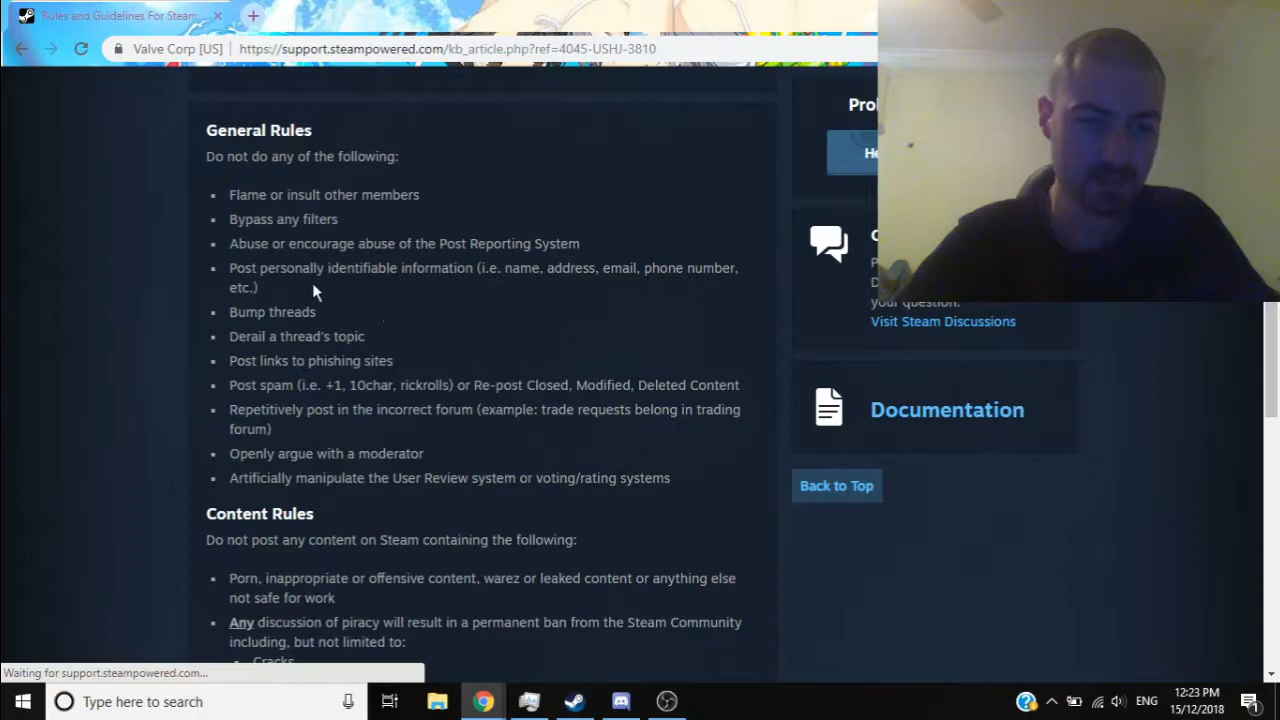 Rules and Guidelines For Steam
Valve Corp [US] https://support.steampowered.com/kb_article.php?ref=4045-USHJ-3810
General Rules
Do not do any of the following:
Flame or insult other members
Bypass any filters
Abuse or encourage abuse of the Post Reporting System
Post personally identifiable information (i.e. name, address, email, phone number,
etc.)
Bump threads
Derail a thread's topic
Post links to phishing sites
Post spam (i.e. +1, 10char, rickrolls) or Re-post Closed, Modified, Deleted Content
Repetitively post in the incorrect forum (example: trade requests belong in trading
forum)
Openly argue with a moderator
Artificially manipulate the User Review system or voting/rating systems
Content Rules
Do not post any content on Steam containing the following:
Porn, inappropriate or offensive content, warez or leaked content or anything else
not safe for work
Any discussion of piracy will result in a permanent ban from the Steam Community
including, but not limited to:
Cracks
your question.
Visit Steam Discussions
Documentation
Back to Top
Waiting for support.steampowered.com...
Type here to search
ENG
12:23 PM
15/12/2018
1